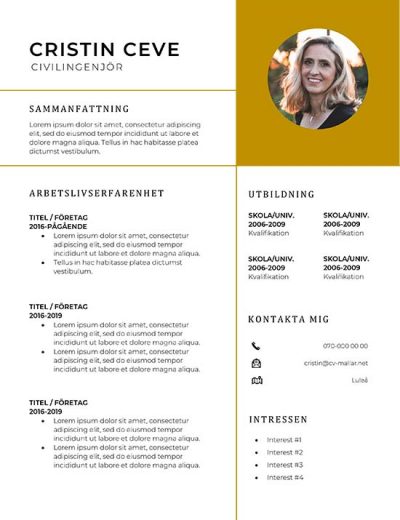 CRISTIN CEVE
CIVILINGENJÖR
SAMMANFATTNING
Lorem ipsum dolor sit amet, consectetur adipiscing
elit, sed do eiusmod tempor incididunt ut labore et
dolore magna aliqua. Tellus in hac habitasse platea
dictumst vestibulum.
ARBETSLIVSERFARENHET
TITEL / FÖRETAG
2016-PÅGÅENDE
• Lorem ipsum dolor sit amet, consectetur
adipiscing elit, sed do eiusmod tempor
incididunt ut labore et dolore magna aliqua.
• Tellus in hac habitasse platea dictumst
vestibulum.
TITEL / FÖRETAG
2016-2019
• Lorem ipsum dolor sit amet, consectetur
adipiscing elit, sed do eiusmod tempor
incididunt ut labore et dolore magna aliqua.
• Lorem ipsum dolor sit amet, consectetur
adipiscing elit, sed do eiusmod tempor
incididunt ut labore et dolore magna aliqua.
TITEL / FÖRETAG
2016-2019
• Lorem ipsum dolor sit amet, consectetur
adipiscing elit, sed do eiusmod tempor
incididunt ut labore et dolore magna aliqua.
• Lorem ipsum dolor sit amet, consectetur
adipiscing elit, sed do eiusmod tempor
incididunt ut labore et dolore magna aliqua.
UTBILDNING
SKOLA/UNIV. SKOLA/UNIV.
2006-2009 2006-2009
Kvalifikation Kvalifikation
SKOLA/UNIV. SKOLA/UNIV.
2006-2009 2006-2009
Kvalifikation Kvalifikation
KONTAKTA MIG
070-000 00 00
cristin@cv-mallar.net
Luleå
INTRESSEN
• Interest #1
• Interest #2
• Interest #3
• Interest #4